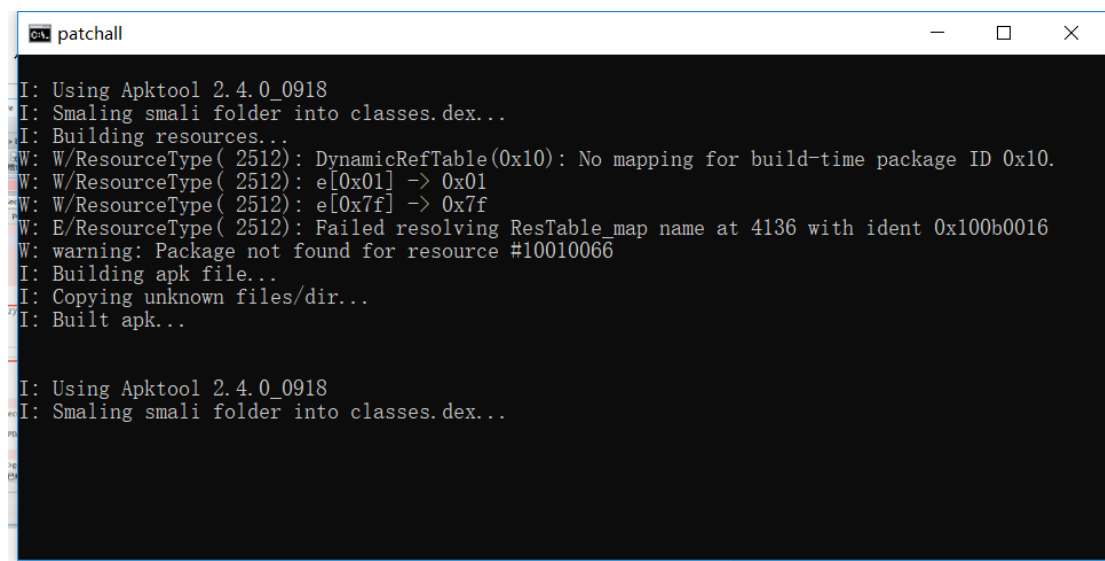 patchall
I: Using Apktool 2.4.0_0918
I: Smaling smali folder into classes.dex...
I: Building resources...
W: W/ResourceType( 2512): DynamicRefTable(0x10): No mapping for build-time package ID 0x10.
W: W/ResourceType( 2512): e[0x01] -> 0x01
W: W/ResourceType( 2512): e[0x7f] -> 0x7f
W: E/ResourceType( 2512): Failed resolving ResTable_map name at 4136 with ident 0x100b0016
W: warning: Package not found for resource #10010066
I: Building apk file...
I: Copying unknown files/dir...
I: Built apk...
I: Using Apktool 2.4.0_0918
I: Smaling smali folder into classes.dex...